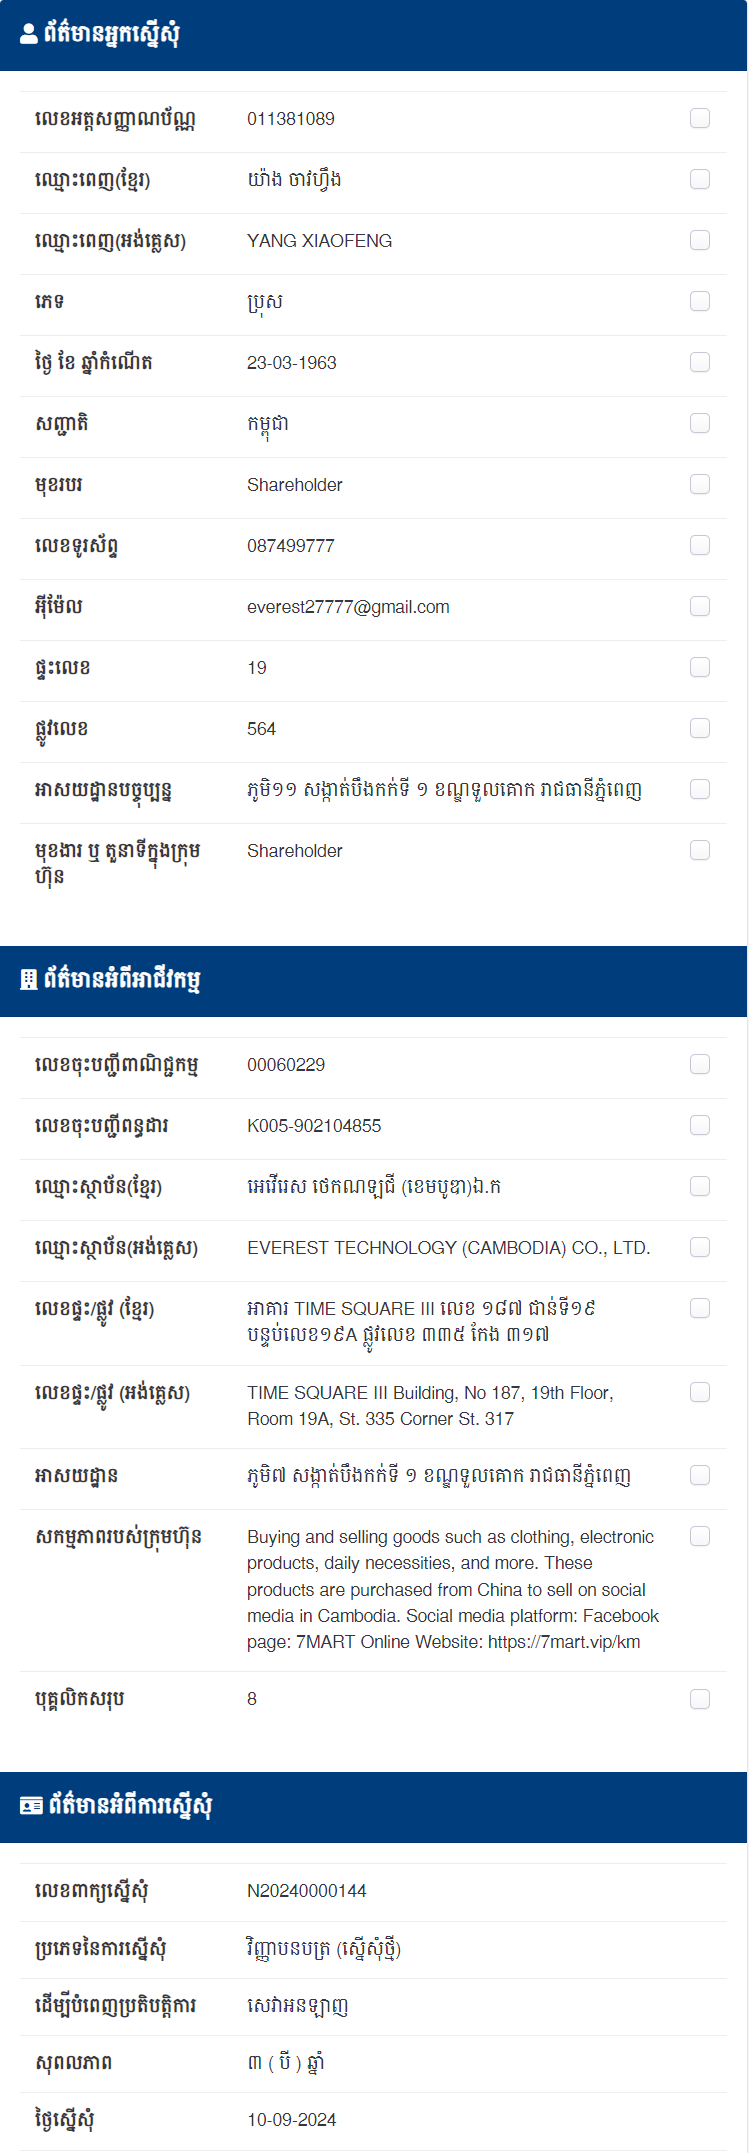 ព័ត៌មានអ្នកស្នើសុំ
លេខអត្តសញ្ញាណប័ណ្ណ 011381089
ឈ្មោះពេញ(ខ្មែរ) យ៉ាង ចាវហ្វឹង
ឈ្មោះពេញ(អង់គ្លេស) YANG XIAOFENG
ភេទ ប្រុស
ថ្ងៃ ខែ ឆ្នាំកំណើត 23-03-1963
សញ្ជាតិ កម្ពុជា
មុខរបរ Shareholder
លេខទូរស័ព្ទ 087499777
អ៊ីម៉ែល everest27777@gmail.com
ផ្ទះលេខ 19
ផ្លូវលេខ 564
អាសយដ្ឋានបច្ចុប្បន្ន ភូមិ១១ សង្កាត់បឹងកក់ទី ១ ខណ្ឌទួលគោក រាជធានីភ្នំពេញ
មុខងារ ឬ តួនាទីក្នុងក្រុម Shareholder
ហ៊ុន
ព័ត៌មានអំពីអាជីវកម្ម
លេខចុះបញ្ជីពាណិជ្ជកម្ម 00060229
លេខចុះបញ្ជីពន្ធដារ K005-902104855
ឈ្មោះស្ថាប័ន(ខ្មែរ) អេវើរេស ថេកណឡជី (ខេមបូឌា)ឯ.ក
ឈ្មោះស្ថាប័ន(អង់គ្លេស) EVEREST TECHNOLOGY (CAMBODIA) CO., LTD.
លេខផ្ទះ/ផ្លូវ (ខ្មែរ) អាគារ TIME SQUARE III លេខ ១៨៧ ជាន់ទី១៩
បន្ទប់លេខ១៩A ផ្លូវលេខ ៣៣៥ កែង ៣១៧
លេខផ្ទះ/ផ្លូវ (អង់គ្លេស) TIME SQUARE III Building, No 187, 19th Floor,
Room 19A, St. 335 Corner St. 317
អាសយដ្ឋាន ភូមិ៧ សង្កាត់បឹងកក់ទី ១ ខណ្ឌទួលគោក រាជធានីភ្នំពេញ
សកម្មភាពរបស់ក្រុមហ៊ុន Buying and selling goods such as clothing, electronic
products, daily necessities, and more. These
products are purchased from China to sell on social
media in Cambodia. Social media platform: Facebook
page: 7MART Online Website: https://7mart.vip/km
បុគ្គលិកសរុប 8
ព័ត៌មានអំពីការស្នើសុំ
លេខពាក្យស្នើសុំ N20240000144
ប្រភេទនៃការស្នើសុំ វិញ្ញាបនបត្រ (ស្នើសុំថ្មី)
ដើម្បីបំពេញប្រតិបត្តិការ សេវាអនឡាញ
សុពលភាព ៣ ( បី ) ឆ្នាំ
ថ្ងៃស្នើសុំ 10-09-2024